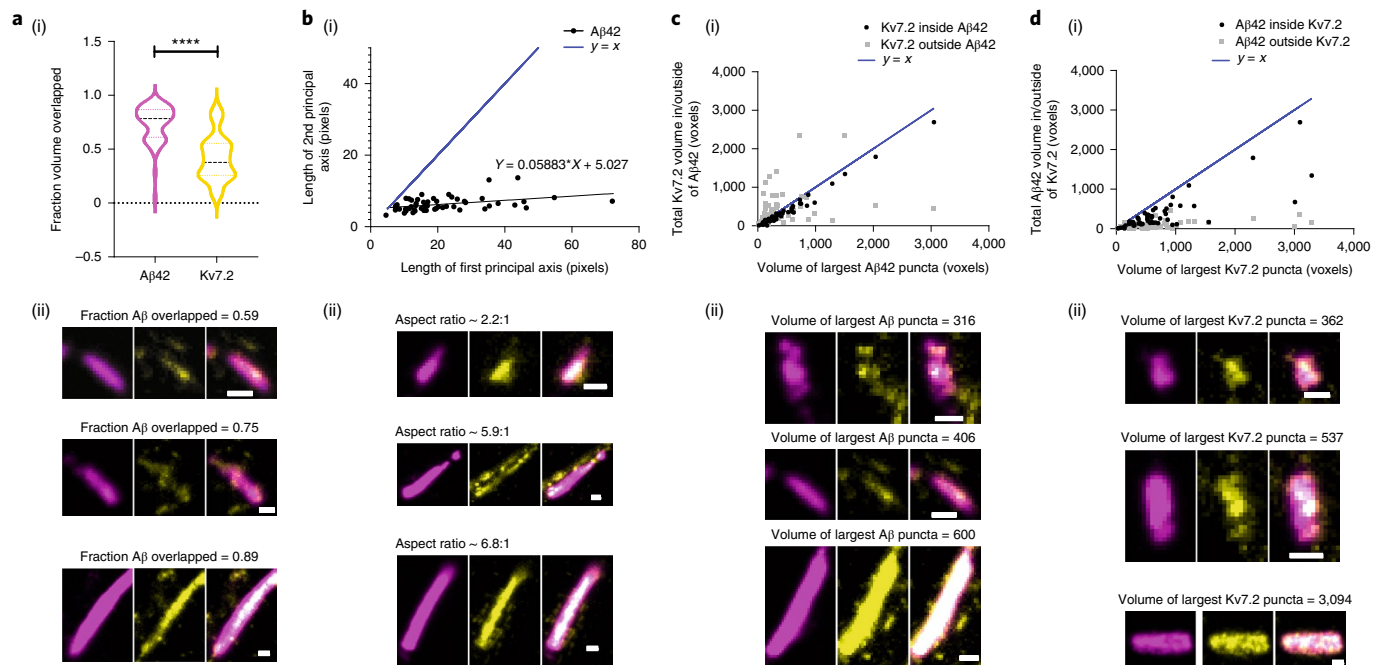 a
(i)
1.5
1.0
0.5
0
–0.5
Fraction volume overlapped
****
Aβ42
Kv7.2
(ii)
Fraction Aβ overlapped = 0.59
Fraction Aβ overlapped = 0.75
Fraction Aβ overlapped = 0.89
b
(i)
Aβ42
y = x
Length of 2nd principal
axis (pixels)
40
20
0
Y = 0.05883*X + 5.027
0
20
40
60
80
Length of first principal axis (pixels)
(ii)
Aspect ratio ~ 2.2:1
Aspect ratio ~ 5.9:1
Aspect ratio ~ 6.8:1
c
(i)
Kv7.2 inside Aβ42
Kv7.2 outside Aβ42
y = x
Total Kv7.2 volume in/outside
of Aβ42 (voxels)
4,000
3,000
2,000
1,000
0
0
1,000
2,000
3,000
4,000
Volume of largest Aβ42 puncta (voxels)
(ii)
Volume of largest Aβ puncta = 316
Volume of largest Aβ puncta = 406
Volume of largest Aβ puncta = 600
d
(i)
Aβ42 inside Kv7.2
Aβ42 outside Kv7.2
y = x
Total Aβ42 volume in/outside
of Kv7.2 (voxels)
4,000
3,000
2,000
1,000
0
0
1,000
2,000
3,000
4,000
Volume of largest Kv7.2 puncta (voxels)
(ii)
Volume of largest Kv7.2 puncta = 362
Volume of largest Kv7.2 puncta = 537
Volume of largest Kv7.2 puncta = 3,094